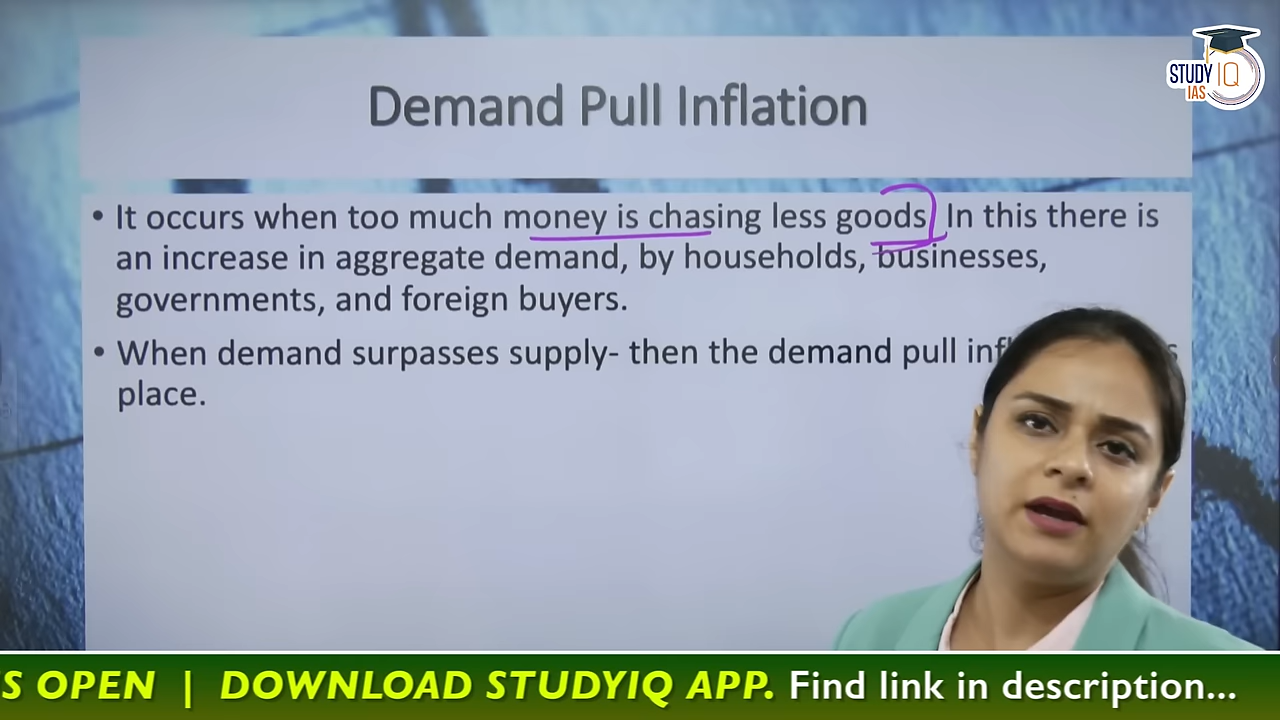 STUDY IQ
IAS
Demand Pull Inflation
• It occurs when too much money is chasing less goods. In this there is
an increase in aggregate demand, by households, businesses,
governments, and foreign buyers.
• When demand surpasses supply- then the demand pull
place.
S OPEN | DOWNLOAD STUDYIQ APP. Find link in description...